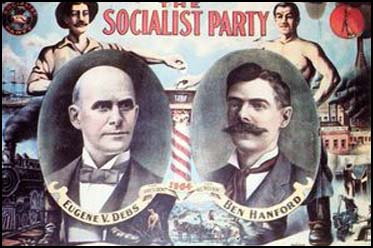 THE
SOCIALIST PARTY
1904
EUGENE V. DEBS
BEN HANFORD